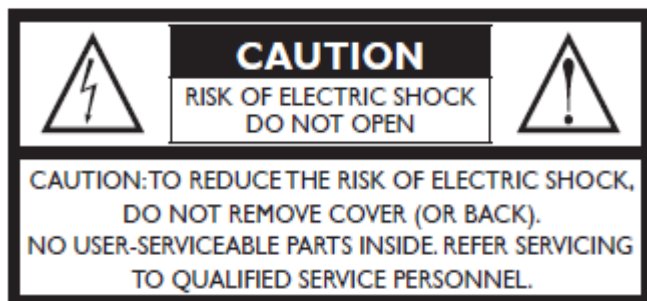 CAUTION
RISK OF ELECTRIC SHOCK
DO NOT OPEN
CAUTION: TO REDUCE THE RISK OF ELECTRIC SHOCK,
DO NOT REMOVE COVER (OR BACK).
NO USER-SERVICEABLE PARTS INSIDE. REFER SERVICING
TO QUALIFIED SERVICE PERSONNEL.